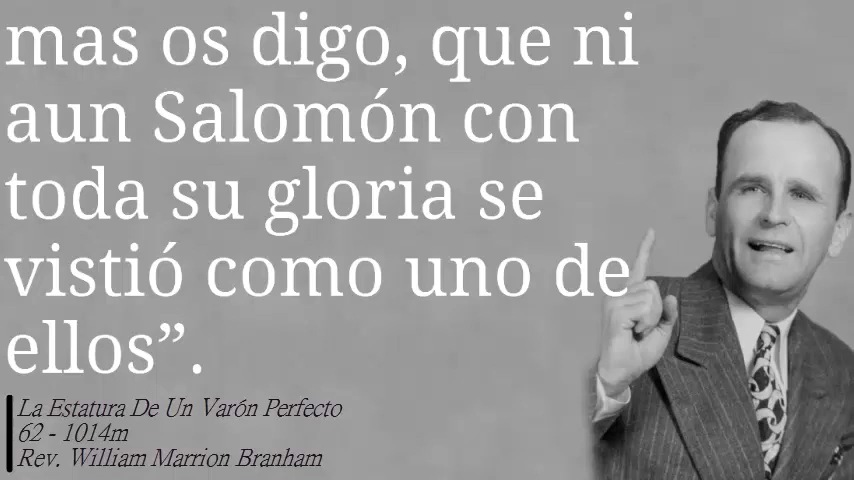 mas os digo, que ni
aun Salomón con
toda su gloria se
vistió como uno de
ellos”.
La Estatura De Un Varón Perfecto
62 - 1014m
Rev. William Marrion Branham